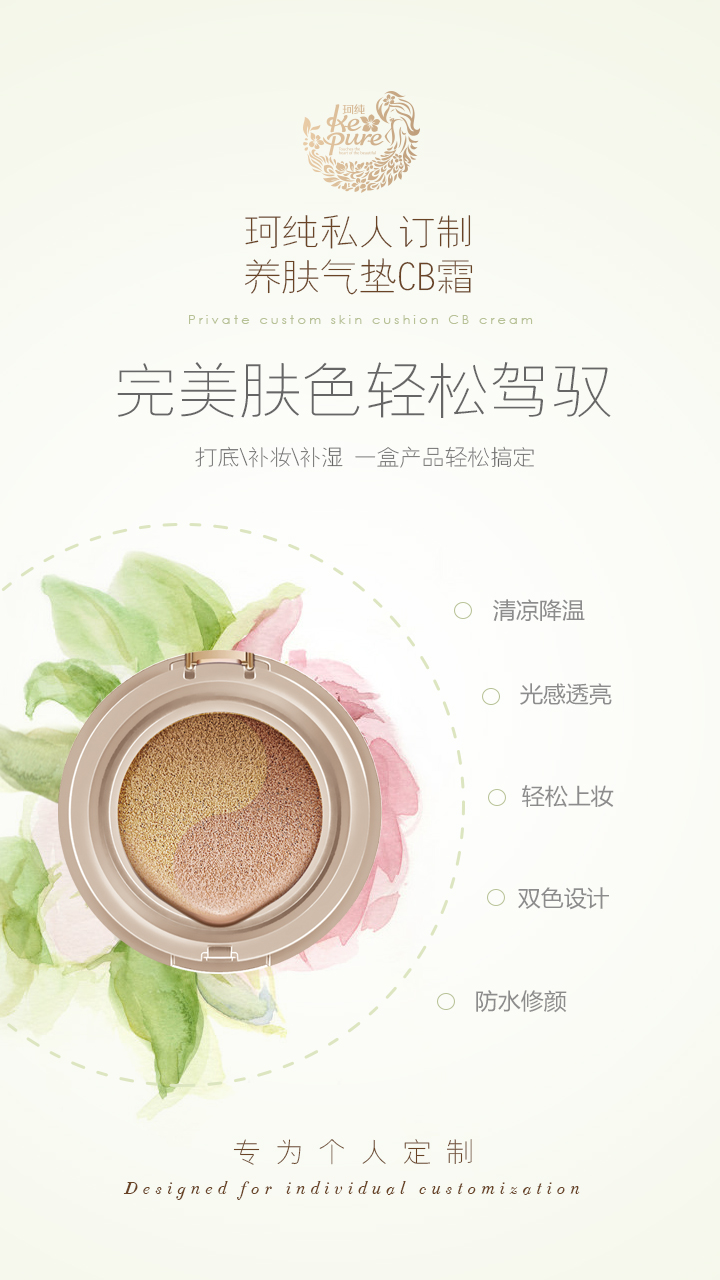 珂纯
Ke
pure
珂纯私人订制
养肤气垫CB霜
Private custom skin cushion CB cream
完美肤色轻松驾驭
打底\补妆\补湿 一盒产品轻松搞定
清凉降温
光感透亮
轻松上妆
双色设计
防水修颜
专为个人定制
Designed for individual customization